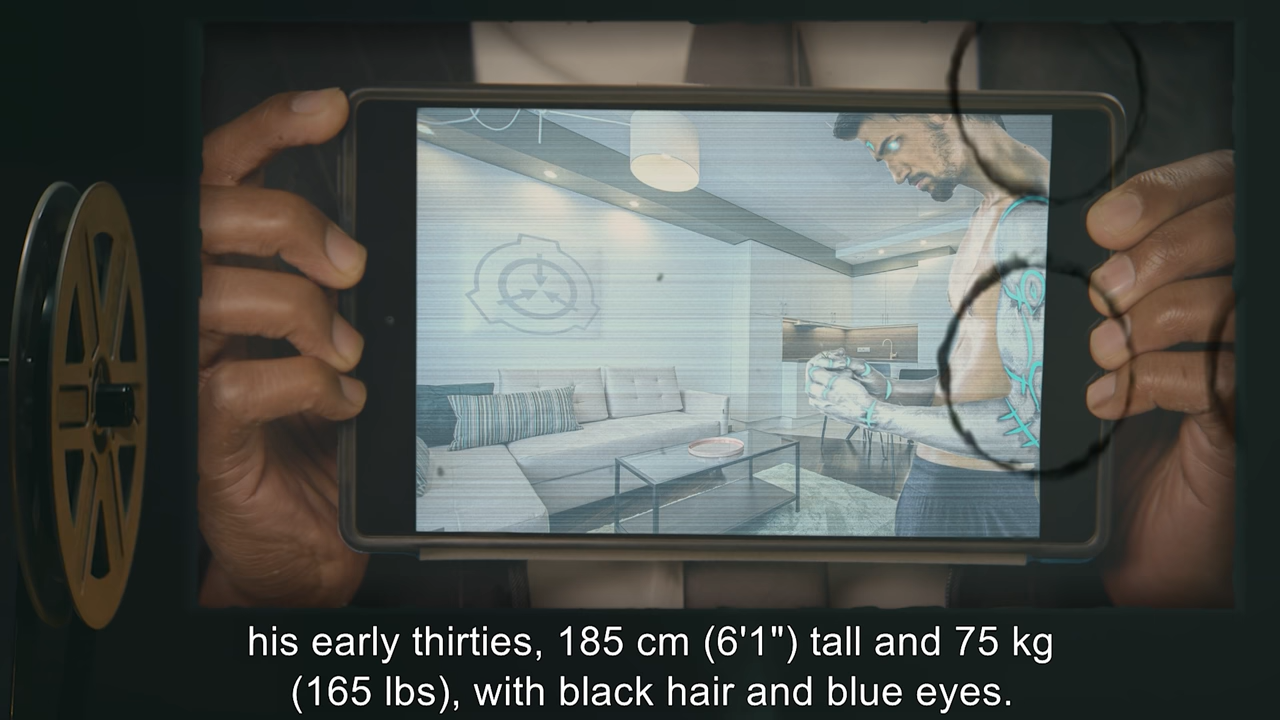 his early thirties, 185 cm (6'1") tall and 75 kg
(165 lbs), with black hair and blue eyes.